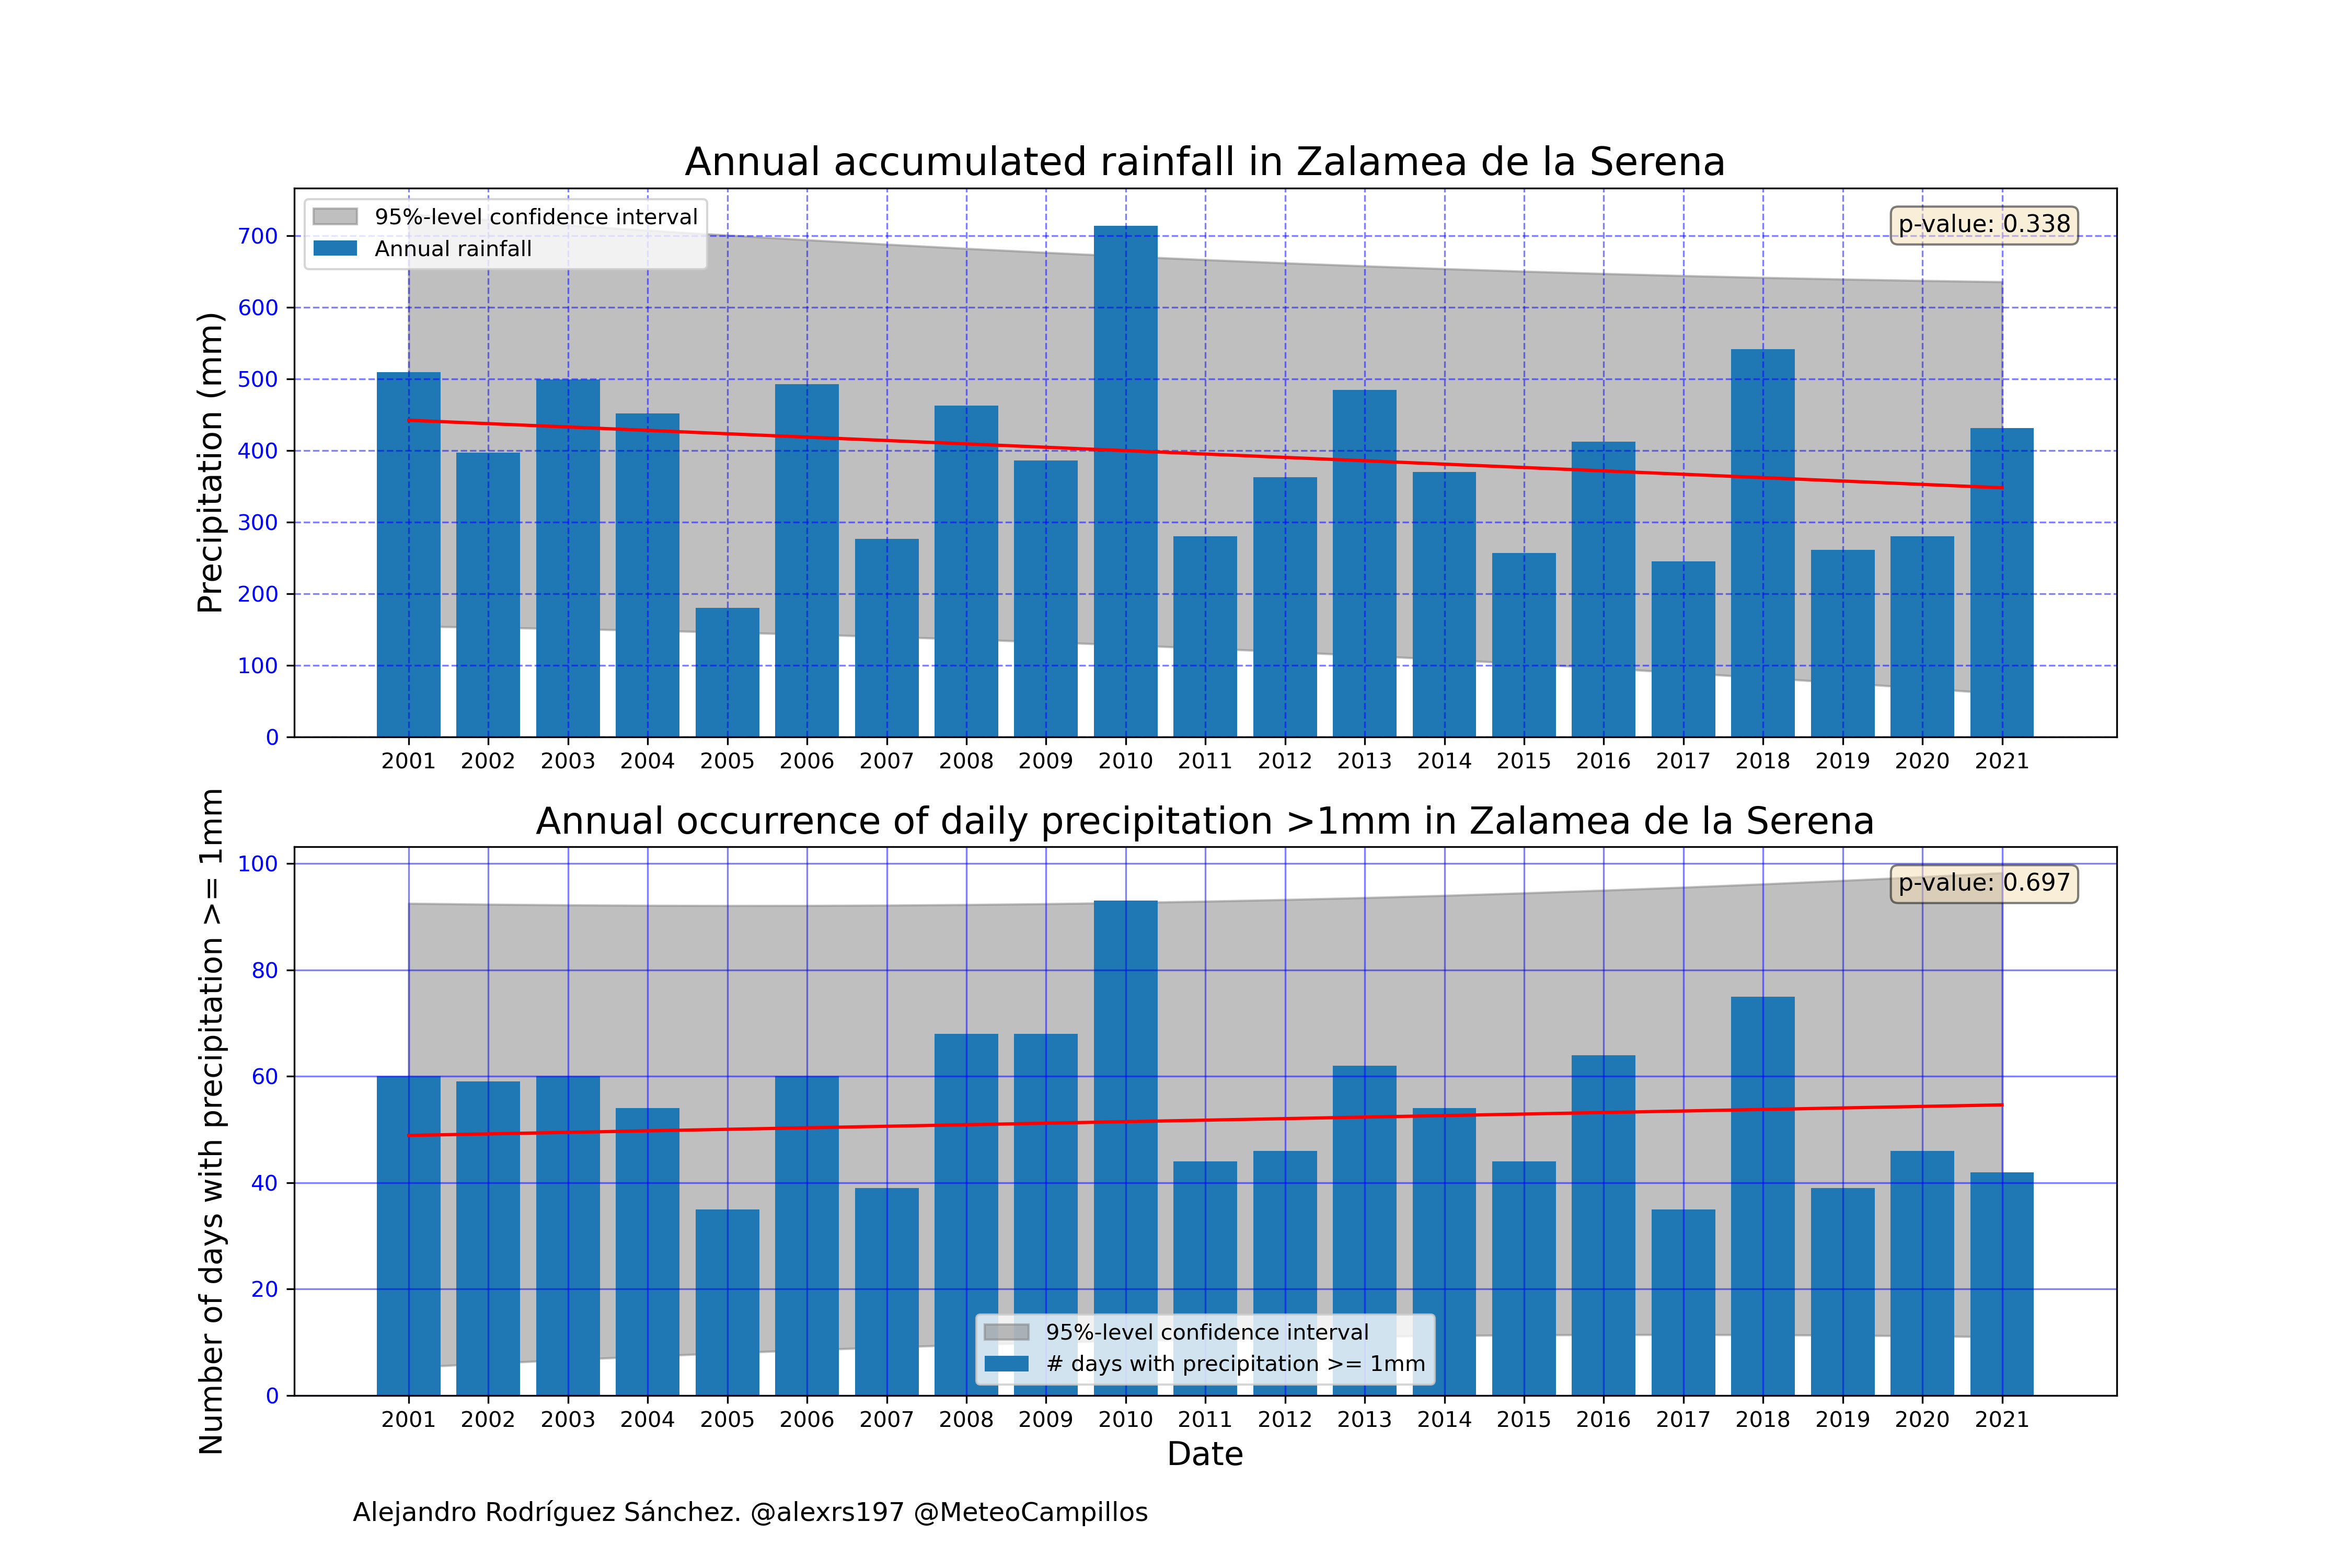 Annual accumulated rainfall in Zalamea de la Serena
95%-level confidence interval
Annual rainfall
p-value: 0.338
Precipitation (mm)
700
600
500
400
300
200
100
0
2001 2002 2003 2004 2005 2006 2007 2008 2009 2010 2011 2012 2013 2014 2015 2016 2017 2018 2019 2020 2021
Annual occurrence of daily precipitation >1mm in Zalamea de la Serena
p-value: 0.697
Number of days with precipitation >= 1mm
100
80
60
40
20
0
95%-level confidence interval
# days with precipitation >= 1mm
2001 2002 2003 2004 2005 2006 2007 2008 2009 2010 2011 2012 2013 2014 2015 2016 2017 2018 2019 2020 2021
Date
Alejandro Rodríguez Sánchez. @alexrs197 @MeteoCampillos